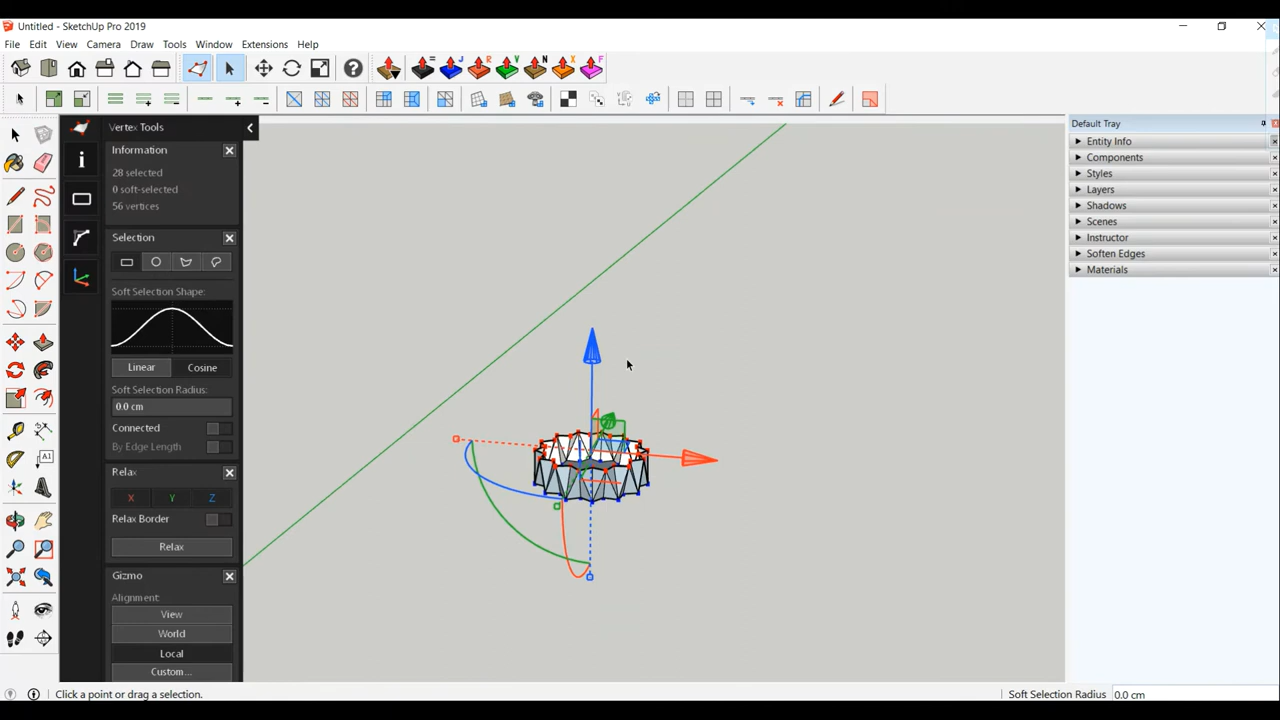 Untitled - SketchUp Pro 2019
File Edit View Camera Draw Tools Window Extensions Help
= J R V N X F
Vertex Tools
Information
28 selected
0 soft-selected
56 vertices
Selection
Soft Selection Shape:
Linear Cosine
Soft Selection Radius:
0.0 cm
Connected
By Edge Length
Relax
X Y Z
Relax Border
Relax
Gizmo
Alignment:
View
World
Local
Custom...
Default Tray
Entity Info
Components
Styles
Layers
Shadows
Scenes
Instructor
Soften Edges
Materials
Click a point or drag a selection.
Soft Selection Radius 0.0 cm